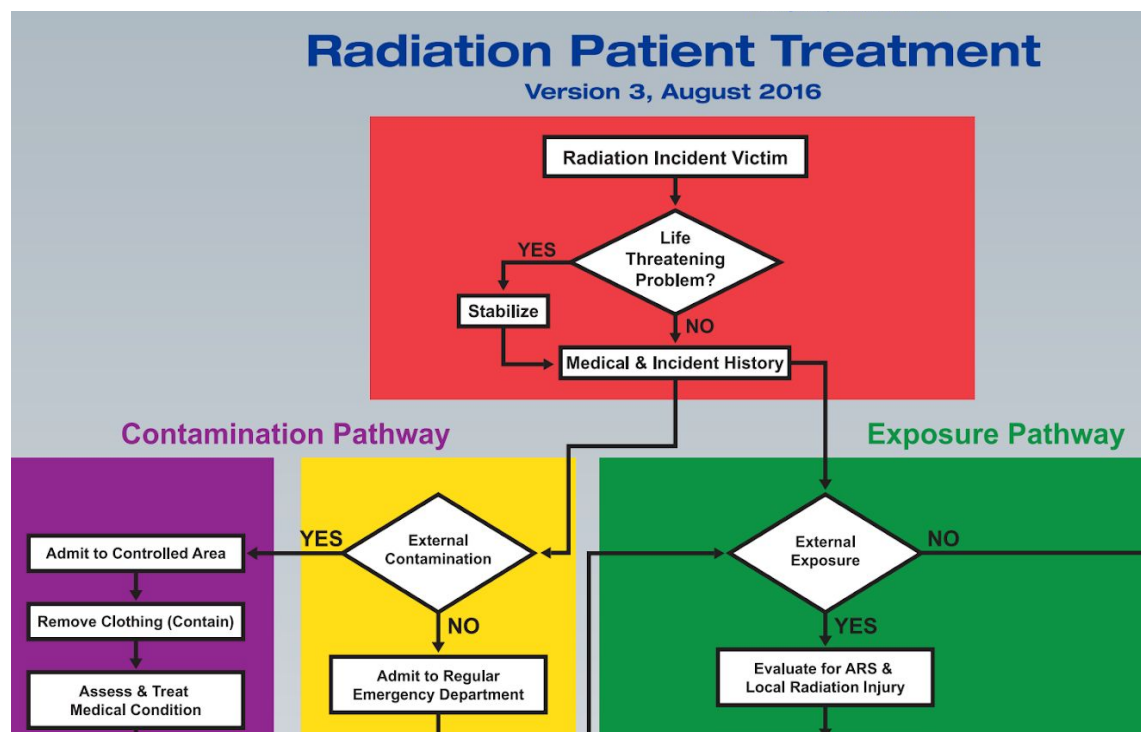 Radiation Patient Treatment
Version 3, August 2016
Radiation Incident Victim
Life
Threatening
Problem?
YES
Stabilize
NO
Medical & Incident History
Contamination Pathway
Exposure Pathway
Admit to Controlled Area
YES
External
Contamination
External
Exposure
NO
Remove Clothing (Contain)
NO
YES
Assess & Treat
Medical Condition
Admit to Regular
Emergency Department
Evaluate for ARS &
Local Radiation Injury